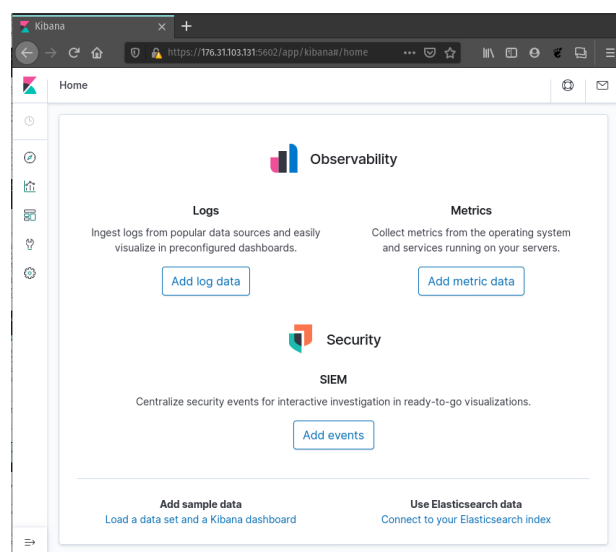 Kibana
https://176.31.103.131:5602/app/kibana#/home
Home
Observability
Logs
Ingest logs from popular data sources and easily
visualize in preconfigured dashboards.
Add log data
Metrics
Collect metrics from the operating system
and services running on your servers.
Add metric data
Security
SIEM
Centralize security events for interactive investigation in ready-to-go visualizations.
Add events
Add sample data
Load a data set and a Kibana dashboard
Use Elasticsearch data
Connect to your Elasticsearch index